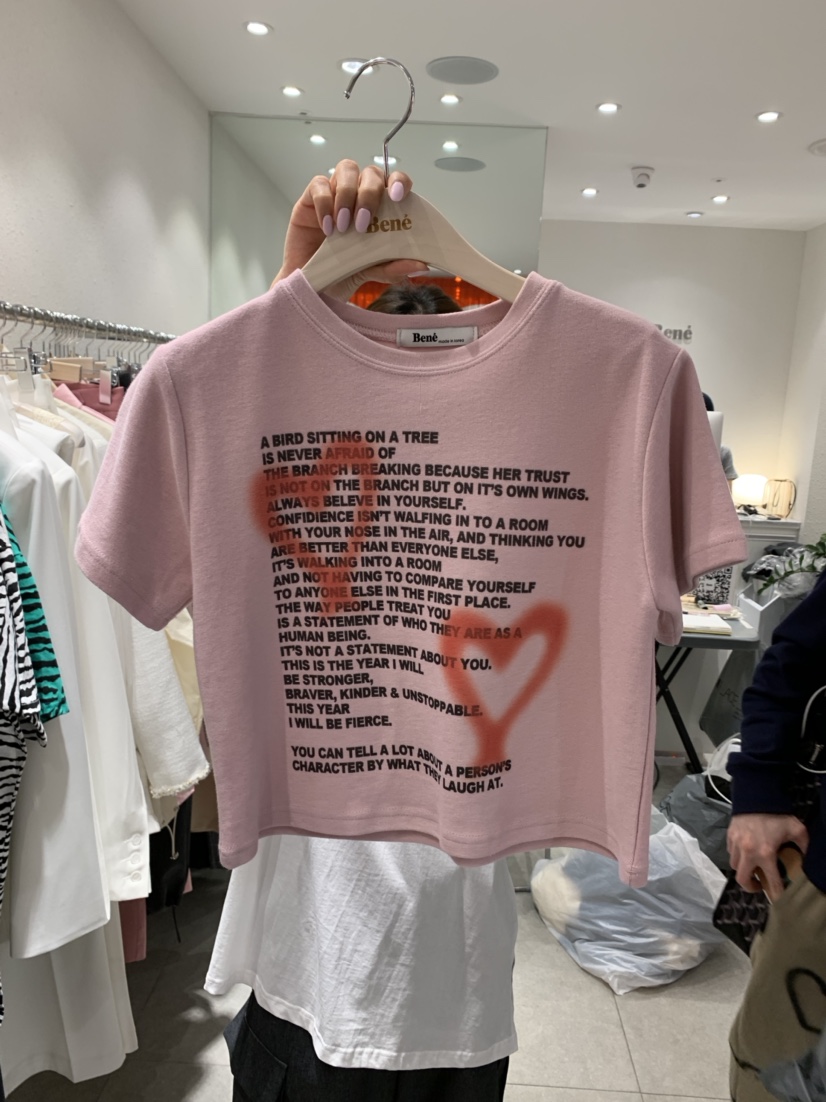 Bené
Bené
Bené
A BIRD SITTING ON A TREE
IS NEVER AFRAID OF
THE BRANCH BREAKING BECAUSE HER TRUST
IS NOT ON THE BRANCH BUT ON IT'S OWN WINGS.
ALWAYS BELEVE IN YOURSELF.
CONFIDENCE ISN'T WALFING IN TO A ROOM
WITH YOUR NOSE IN THE AIR, AND THINKING YOU
ARE BETTER THAN EVERYONE ELSE,
IT'S WALKING INTO A ROOM
AND NOT HAVING TO COMPARE YOURSELF
TO ANYONE ELSE IN THE FIRST PLACE.
THE WAY PEOPLE TREAT YOU
IS A STATEMENT OF WHO THEY ARE AS A
HUMAN BEING.
IT'S NOT A STATEMENT ABOUT YOU.
THIS IS THE YEAR I WILL
BE STRONGER,
BRAVER, KINDER & UNSTOPPABLE.
THIS YEAR
I WILL BE FIERCE.
YOU CAN TELL A LOT ABOUT A PERSON'S
CHARACTER BY WHAT THEY LAUGH AT.